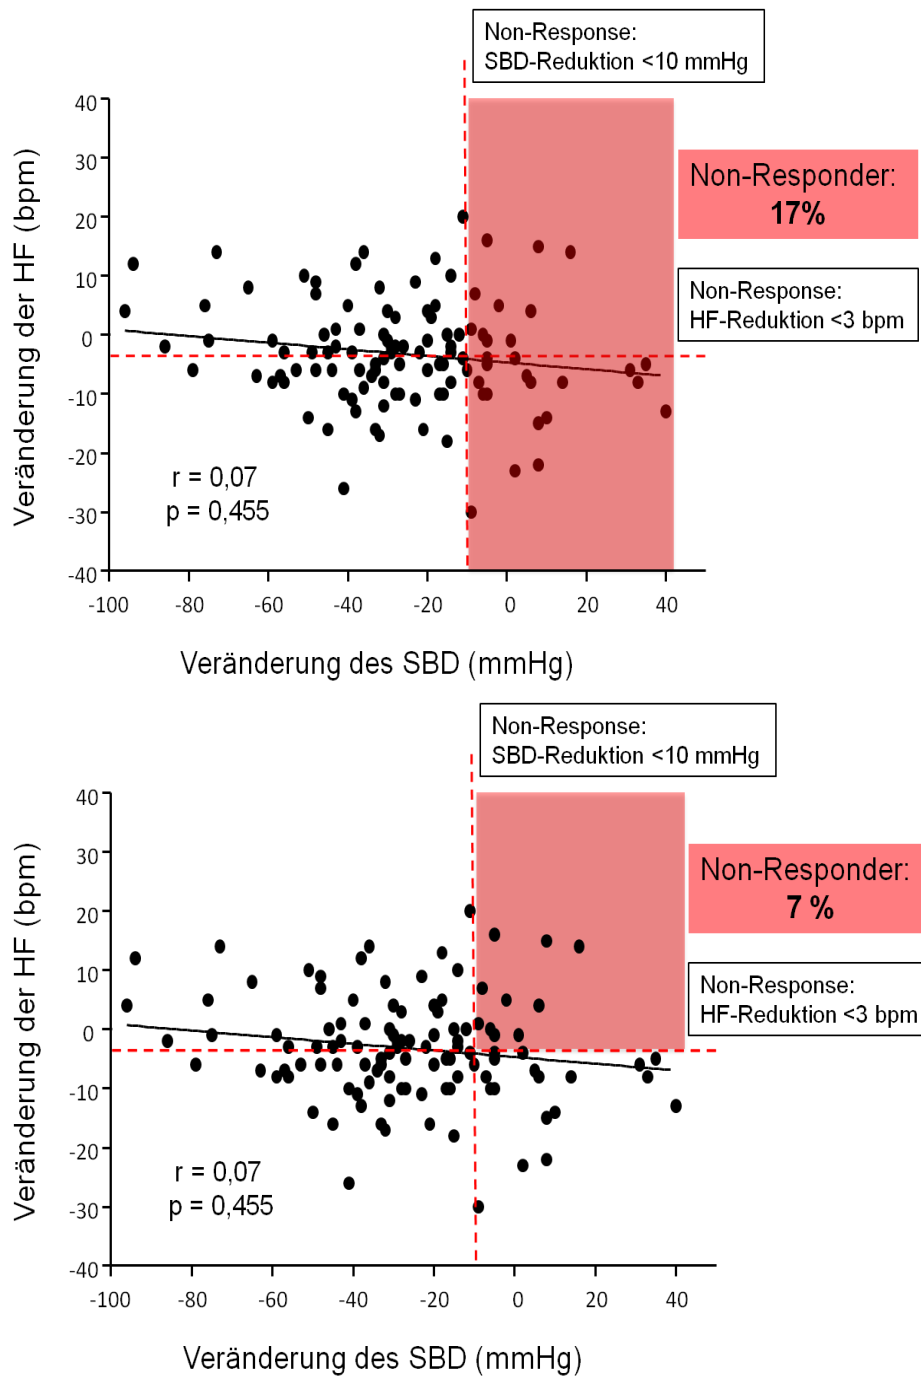 Non-Response:
SBD-Reduktion <10 mmHg
Veränderung der HF (bpm)
40
30
20
10
0
-10
-20
-30
-40
Non-Responder:
17%
Non-Response:
HF-Reduktion <3 bpm
r = 0,07
p = 0,455
-100
-80
-60
-40
-20
0
20
40
Veränderung des SBD (mmHg)
Non-Response:
SBD-Reduktion <10 mmHg
Veränderung der HF (bpm)
40
30
20
10
0
-10
-20
-30
-40
Non-Responder:
7 %
Non-Response:
HF-Reduktion <3 bpm
r = 0,07
p = 0,455
-100
-80
-60
-40
-20
0
20
40
Veränderung des SBD (mmHg)